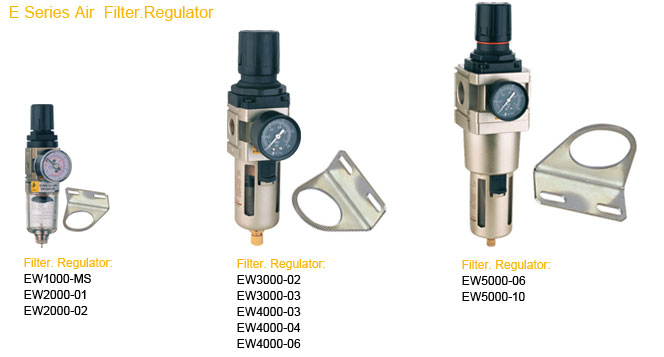 E Series Air Filter.Regulator
Filter. Regulator:
EW1000-MS
EW2000-01
EW2000-02
Filter. Regulator:
EW3000-02
EW3000-03
EW4000-03
EW4000-04
EW4000-06
Filter. Regulator:
EW5000-06
EW5000-10